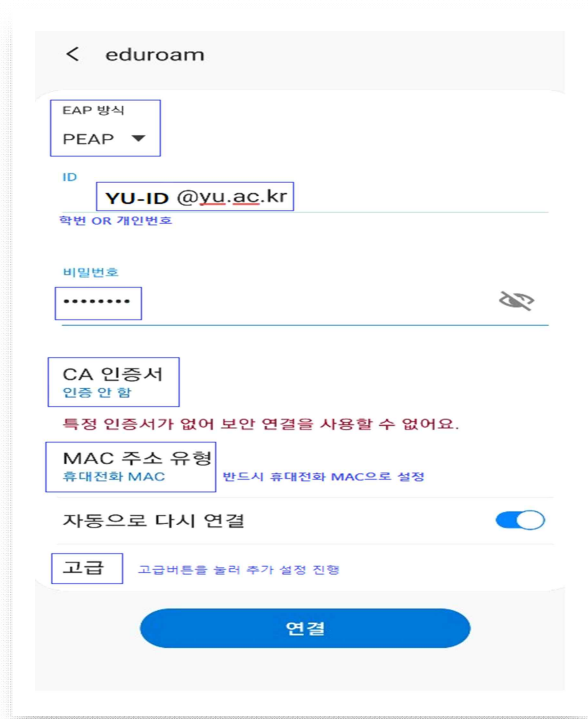 < eduroam
EAP 방식
PEAP ▼
ID
YU-ID @yu.ac.kr
학번 OR 개인번호
비밀번호
••••••••
CA 인증서
인증 안 함
특정 인증서가 없어 보안 연결을 사용할 수 없어요.
MAC 주소 유형
휴대전화 MAC 반드시 휴대전화 MAC으로 설정
자동으로 다시 연결
고급 고급버튼을 눌러 추가 설정 진행
연결